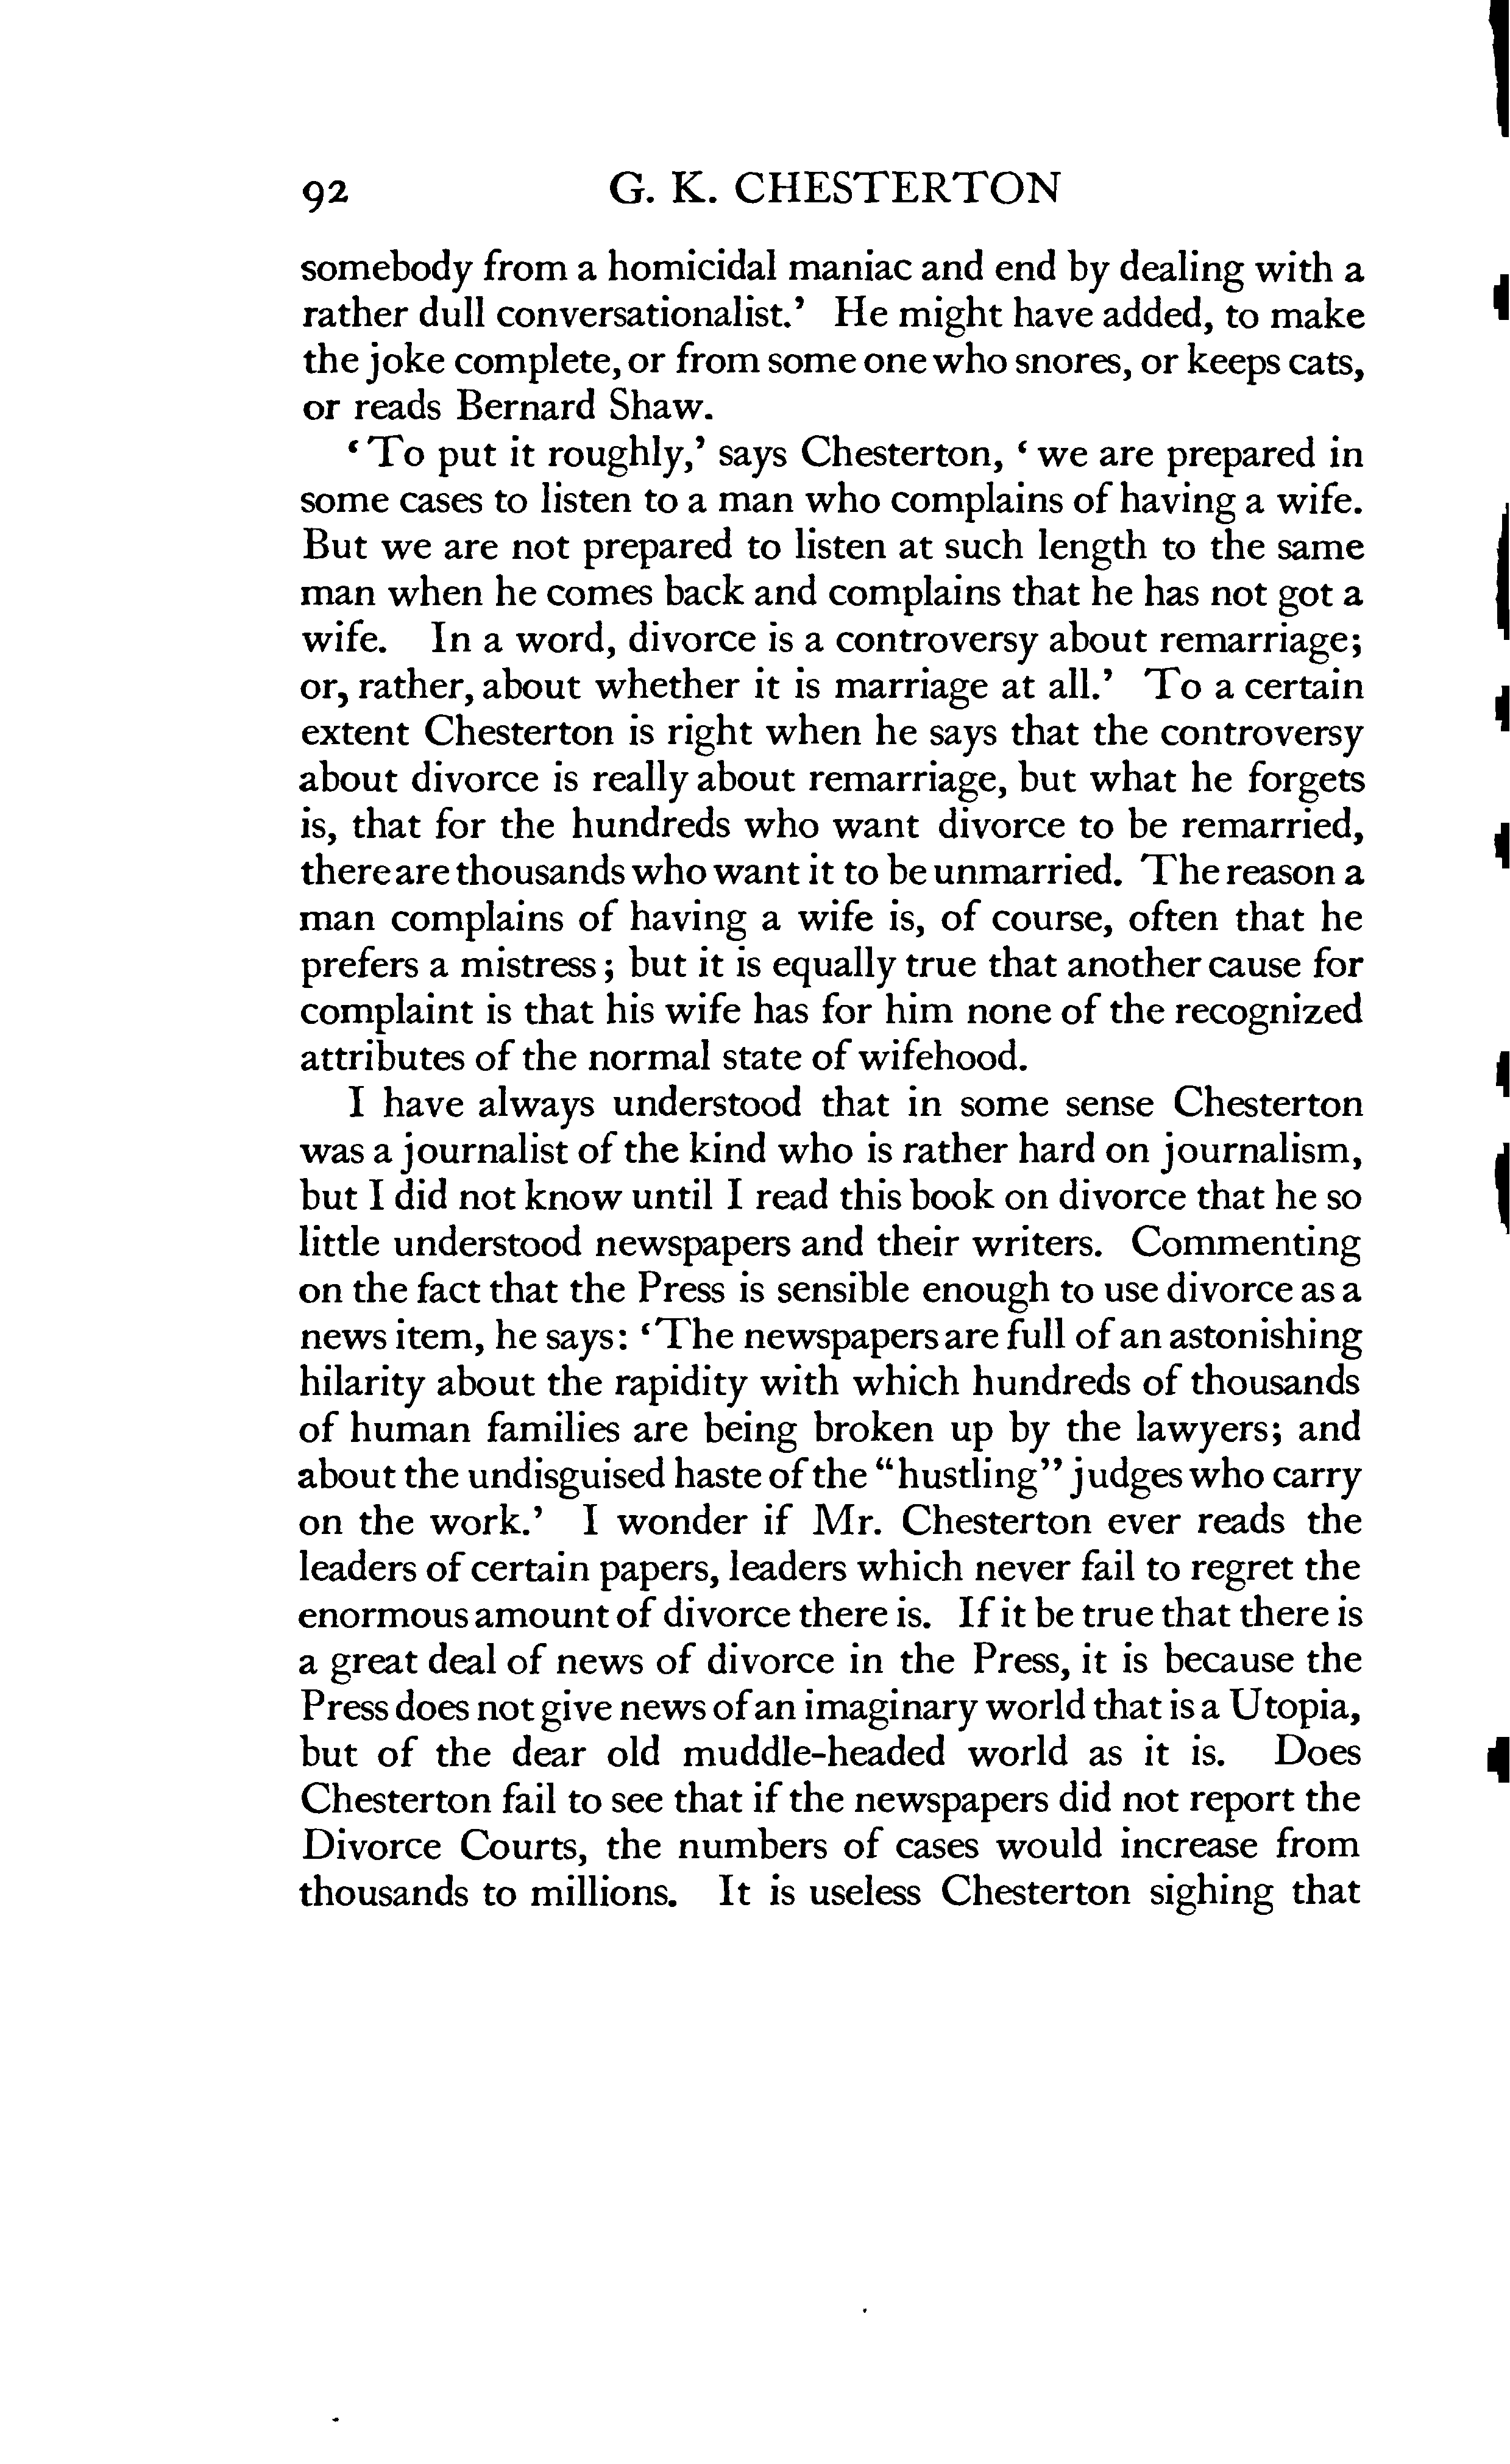 92 G. K. CHESTERTON
somebody from a homicidal maniac and end by dealing with a
rather dull conversationalist.’ He might have added, to make
the joke complete, or from some one who snores, or keeps cats,
or reads Bernard Shaw.
‘To put it roughly,’ says Chesterton, ‘we are prepared in
some cases to listen to a man who complains of having a wife.
But we are not prepared to listen at such length to the same
man when he comes back and complains that he has not got a
wife. In a word, divorce is a controversy about remarriage;
or, rather, about whether it is marriage at all.’ To a certain
extent Chesterton is right when he says that the controversy
about divorce is really about remarriage, but what he forgets
is, that for the hundreds who want divorce to be remarried,
there are thousands who want it to be unmarried. The reason a
man complains of having a wife is, of course, often that he
prefers a mistress; but it is equally true that another cause for
complaint is that his wife has for him none of the recognized
attributes of the normal state of wifehood.
I have always understood that in some sense Chesterton
was a journalist of the kind who is rather hard on journalism,
but I did not know until I read this book on divorce that he so
little understood newspapers and their writers. Commenting
on the fact that the Press is sensible enough to use divorce as a
news item, he says: ‘The newspapers are full of an astonishing
hilarity about the rapidity with which hundreds of thousands
of human families are being broken up by the lawyers; and
about the undisguised haste of the “hustling” judges who carry
on the work.’ I wonder if Mr. Chesterton ever reads the
leaders of certain papers, leaders which never fail to regret the
enormous amount of divorce there is. If it be true that there is
a great deal of news of divorce in the Press, it is because the
Press does not give news of an imaginary world that is a Utopia,
but of the dear old muddle-headed world as it is. Does
Chesterton fail to see that if the newspapers did not report the
Divorce Courts, the numbers of cases would increase from
thousands to millions. It is useless Chesterton sighing that